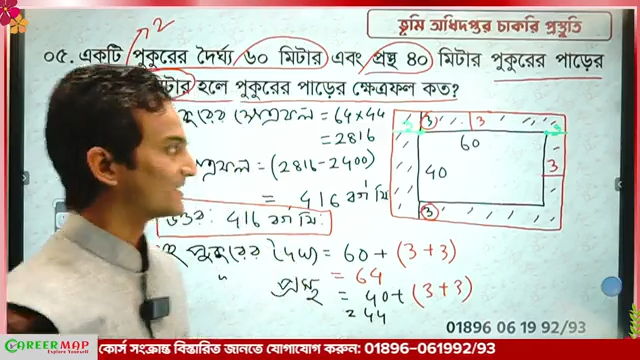 ভূমি অধিদপ্তর চাকরি প্রস্তুতি
2
০৫. একটি পুকুরের দৈর্ঘ্য ৬০ মিটার এবং প্রস্থ ৪০ মিটার পুকুরের পাড়ের
মিটার হলে পুকুরের পাড়ের ক্ষেত্রফল কত?
পুকুরের ক্ষেত্রফল = 64 x 44
= 2816
= (2816 - 2400)
= 416 বর্গ মি
উত্তর: 416 বর্গ মি.
পুকুরের দৈর্ঘ্য = 60 + (3 + 3)
= 64
প্রস্থ = 40 + (3 + 3)
= 44
3 3
60
40
3
3
01896 06 19 92/93
CAREERMAP
Explore Yourself
কোর্স সংক্রান্ত বিস্তারিত জানতে যোগাযোগ করুন: 01896-061992/93